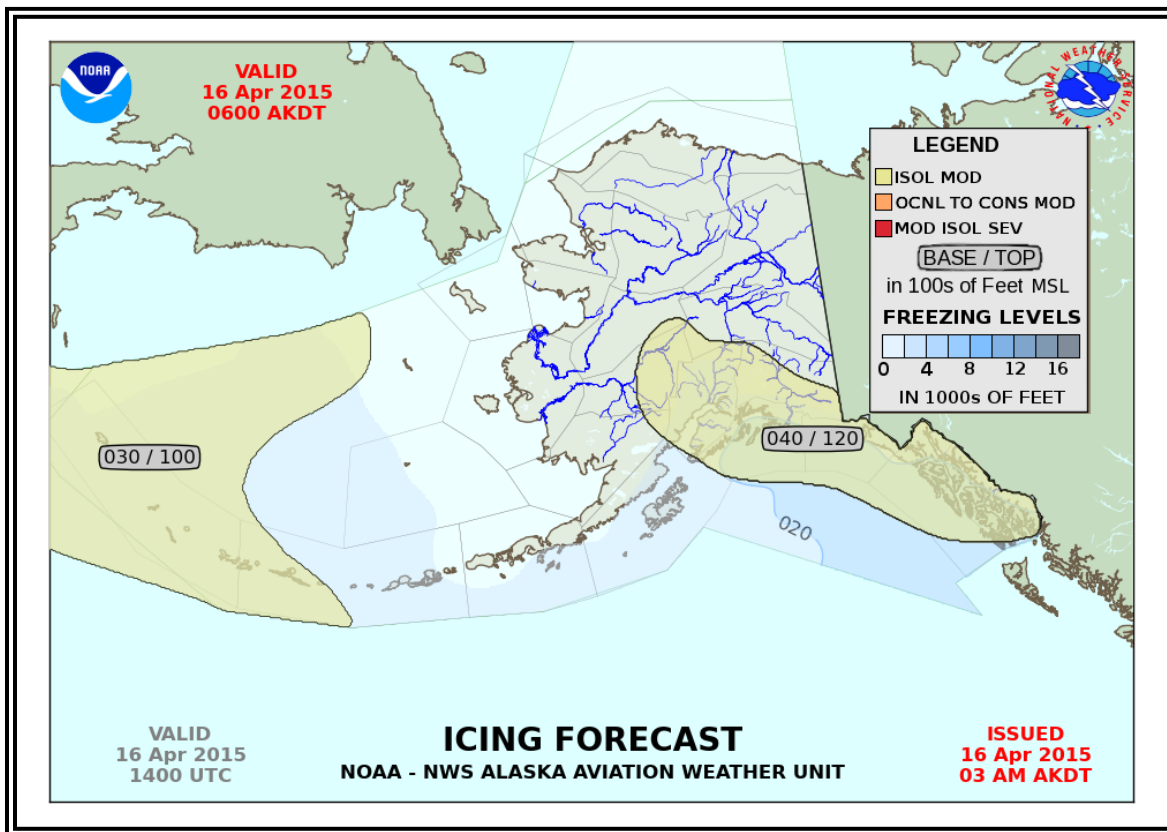 NOAA
VALID
16 Apr 2015
0600 AKDT
NATIONAL WEATHER SERVICE
LEGEND
ISOL MOD
OCNL TO CONS MOD
MOD ISOL SEV
BASE / TOP
in 100s of Feet MSL
FREEZING LEVELS
0 4 8 12 16
IN 1000s OF FEET
030 / 100
040 / 120
020
VALID
16 Apr 2015
1400 UTC
ICING FORECAST
NOAA - NWS ALASKA AVIATION WEATHER UNIT
ISSUED
16 Apr 2015
03 AM AKDT